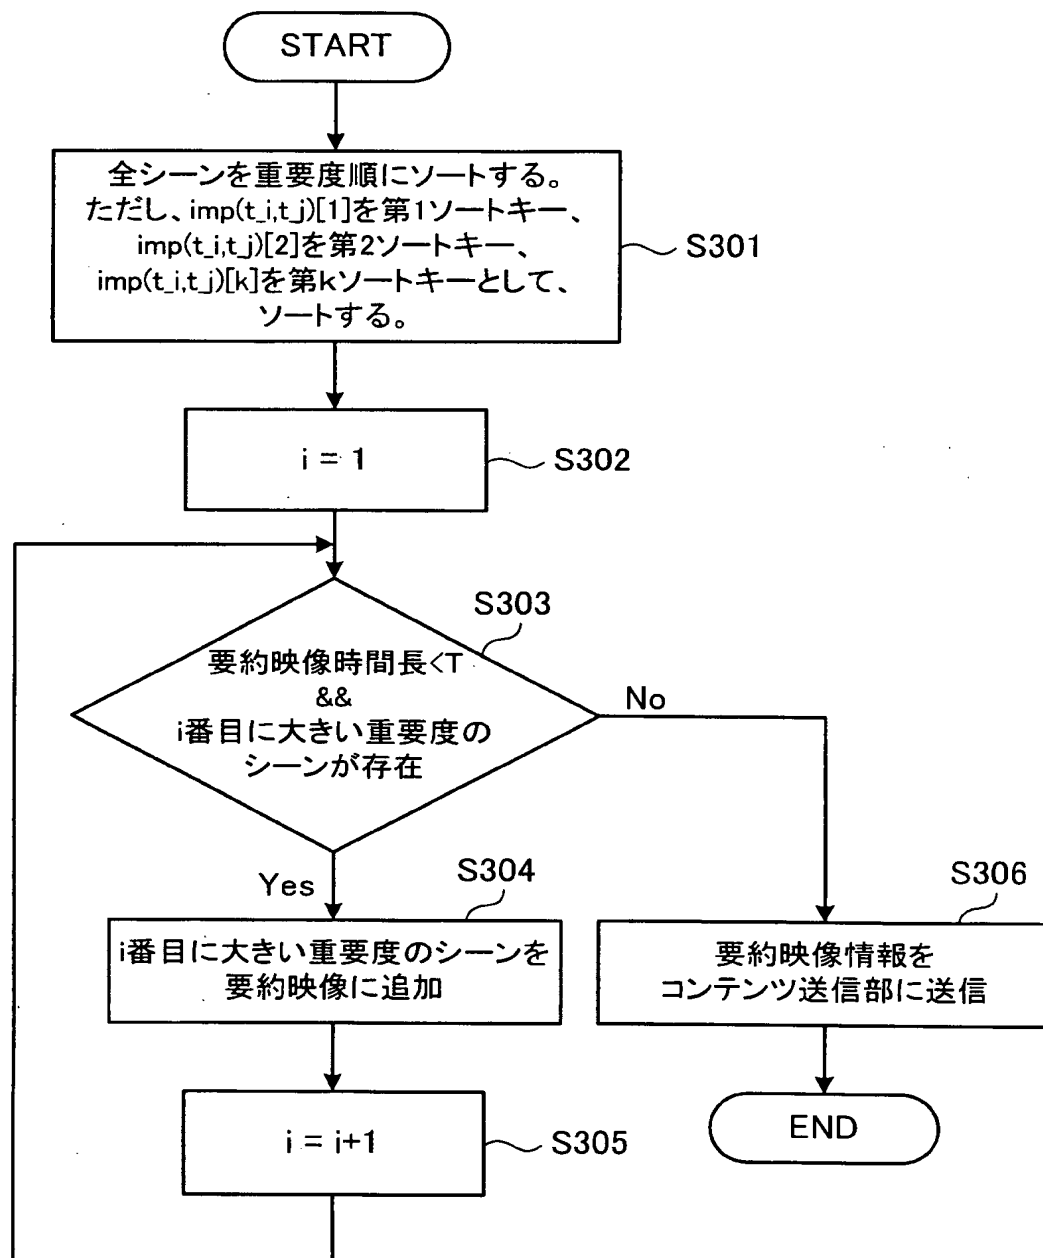 START
全シーンを重要度順にソートする。
ただし、imp(t_i,t_j)[1]を第1ソートキー、
imp(t_i,t_j)[2]を第2ソートキー、
imp(t_i,t_j)[k]を第kソートキーとして、
ソートする。
S301
i = 1
S302
S303
要約映像時間長<T
&&
i番目に大きい重要度の
シーンが存在
No
Yes
S304
i番目に大きい重要度のシーンを
要約映像に追加
S306
要約映像情報を
コンテンツ送信部に送信
i = i+1
S305
END